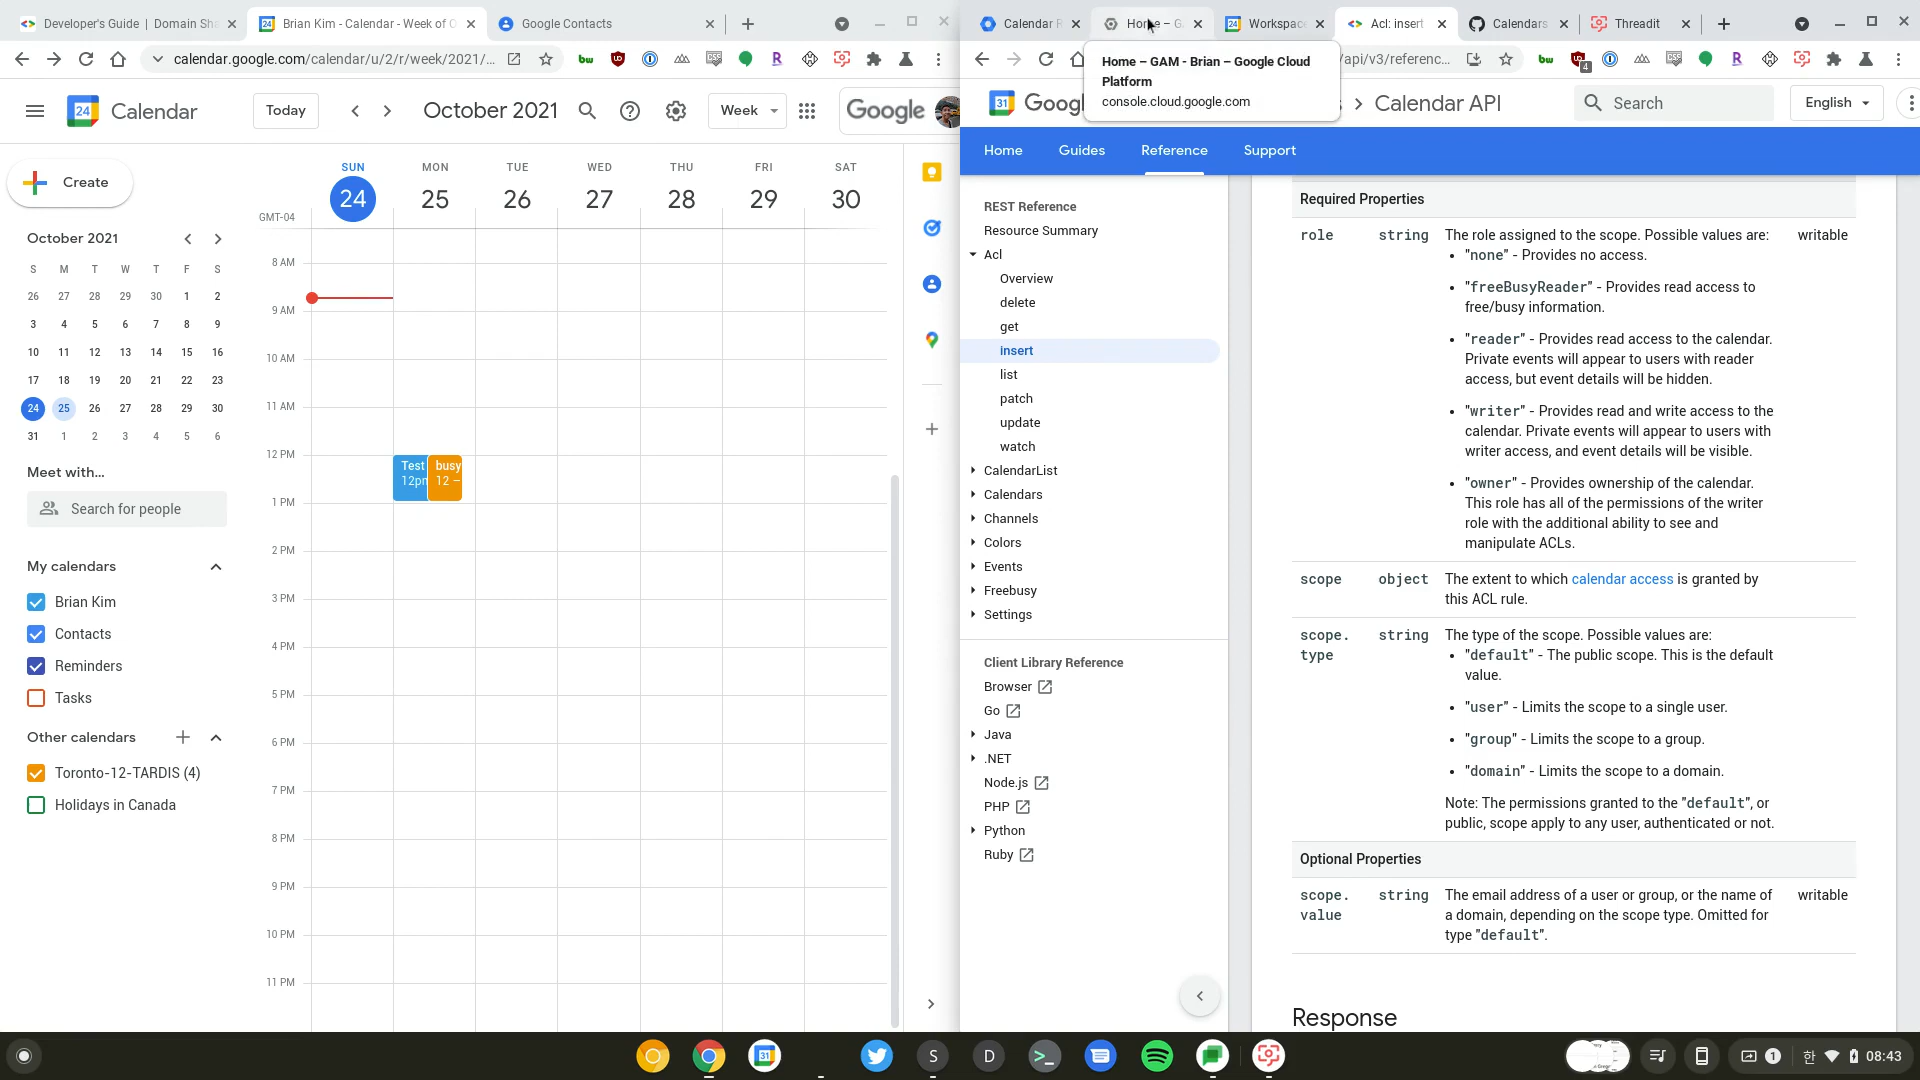 Developer's Guide | Domain Sha
Brian Kim - Calendar - Week of O
Google Contacts
calendar.google.com/calendar/u/2/r/week/2021/...
Calendar
Today
October 2021
Week
Google
Create
SUN
MON
TUE
WED
THU
FRI
SAT
24
25
26
27
28
29
30
GMT-04
October 2021
S M T W T F S
26 27 28 29 30 1 2
3 4 5 6 7 8 9
10 11 12 13 14 15 16
17 18 19 20 21 22 23
24 25 26 27 28 29 30
31 1 2 3 4 5 6
Meet with...
Search for people
My calendars
Brian Kim
Contacts
Reminders
Tasks
Other calendars
Toronto-12-TARDIS (4)
Holidays in Canada
8 AM
9 AM
10 AM
11 AM
12 PM
1 PM
2 PM
3 PM
4 PM
5 PM
6 PM
7 PM
8 PM
9 PM
10 PM
11 PM
Test
12pm
busy
12 –
Calendar R
Home – G
Workspace
Acl: insert
Calendars
Threadit
/api/v3/referenc...
4
Home – GAM - Brian – Google Cloud
Platform
console.cloud.google.com
Calendar API
Search
English
Home
Guides
Reference
Support
REST Reference
Resource Summary
Acl
Overview
delete
get
insert
list
patch
update
watch
CalendarList
Calendars
Channels
Colors
Events
Freebusy
Settings
Client Library Reference
Browser
Go
Java
.NET
Node.js
PHP
Python
Ruby
Required Properties
role string The role assigned to the scope. Possible values are: writable
• "none" - Provides no access.
• "freeBusyReader" - Provides read access to
free/busy information.
• "reader" - Provides read access to the calendar.
Private events will appear to users with reader
access, but event details will be hidden.
• "writer" - Provides read and write access to the
calendar. Private events will appear to users with
writer access, and event details will be visible.
• "owner" - Provides ownership of the calendar.
This role has all of the permissions of the writer
role with the additional ability to see and
manipulate ACLs.
scope object The extent to which calendar access is granted by
this ACL rule.
scope. string The type of the scope. Possible values are:
type • "default" - The public scope. This is the default
value.
• "user" - Limits the scope to a single user.
• "group" - Limits the scope to a group.
• "domain" - Limits the scope to a domain.
Note: The permissions granted to the "default", or
public, scope apply to any user, authenticated or not.
Optional Properties
scope. string The email address of a user or group, or the name of writable
value a domain, depending on the scope type. Omitted for
type "default".
Response
S
D
31
1
한
08:43